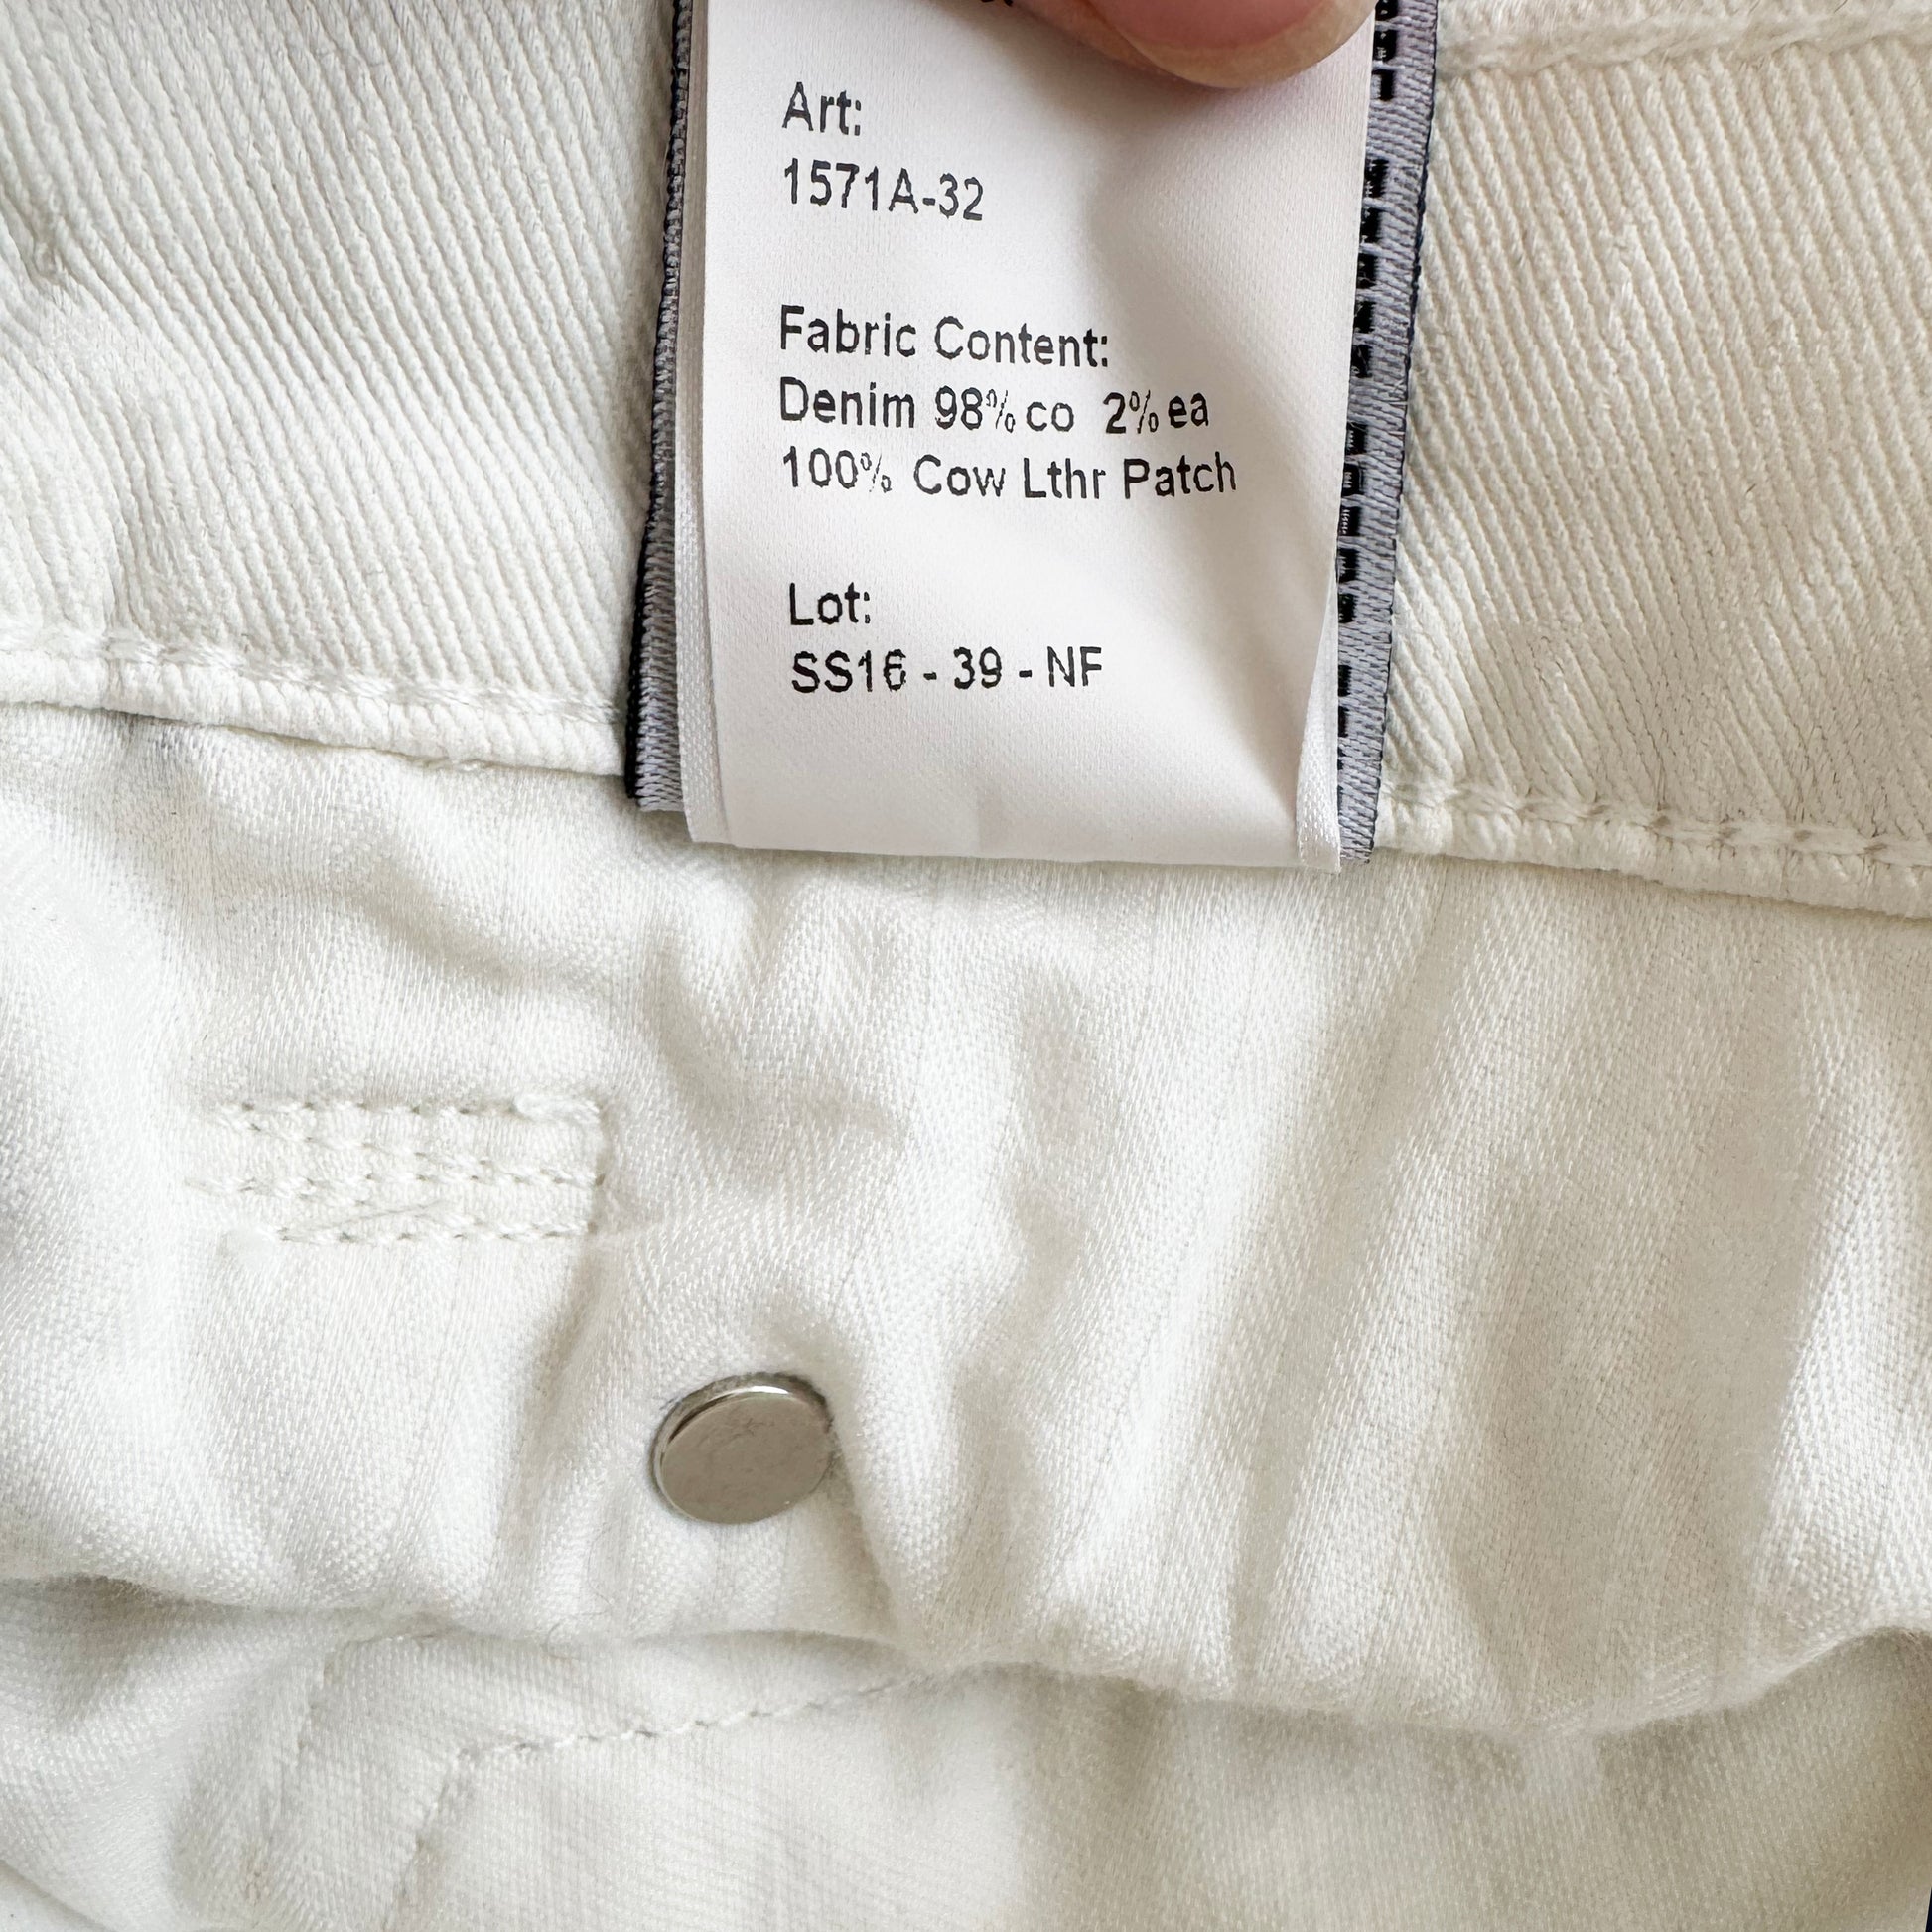 Art:
1571A-32
Fabric Content:
Denim 98% co 2% ea
100% Cow Lthr Patch
Lot:
SS16 - 39 - NF